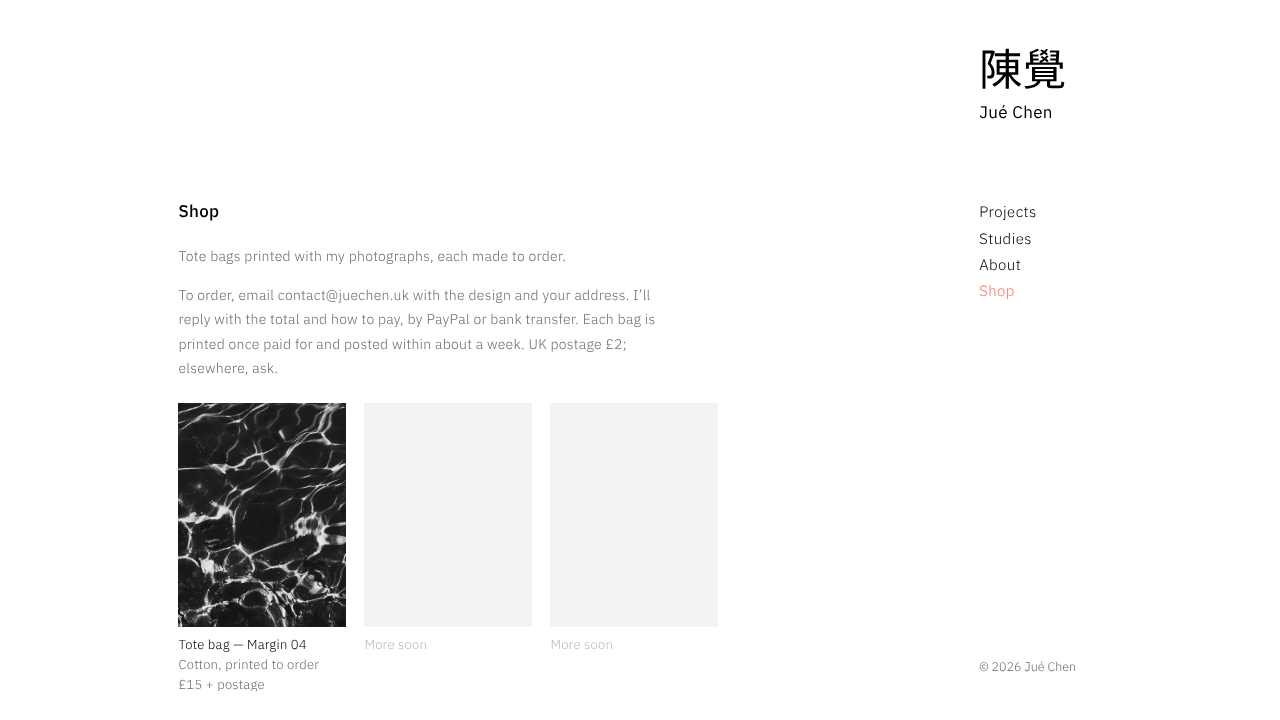 陳覺
Jué Chen
Projects
Studies
About
Shop
Shop
Tote bags printed with my photographs, each made to order.
To order, email contact@juechen.uk with the design and your address. I’ll
reply with the total and how to pay, by PayPal or bank transfer. Each bag is
printed once paid for and posted within about a week. UK postage £2;
elsewhere, ask.
Tote bag — Margin 04
Cotton, printed to order
£15 + postage
More soon
More soon
© 2026 Jué Chen